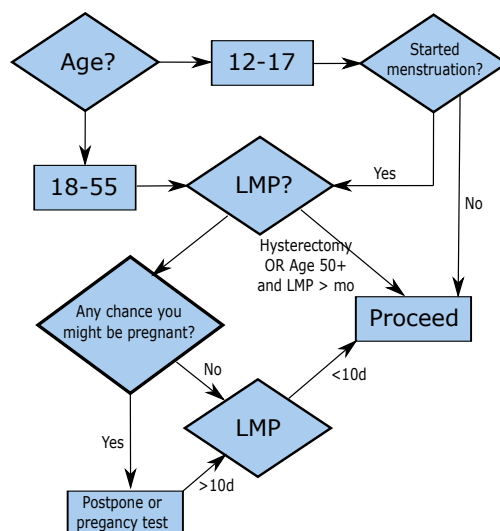 Age?
12-17
Started
menstruation?
18-55
LMP?
Yes
No
Hysterectomy
OR Age 50+
and LMP > mo
Any chance you
might be pregnant?
Proceed
No
<10d
LMP
Yes
>10d
Postpone or
pregancy test